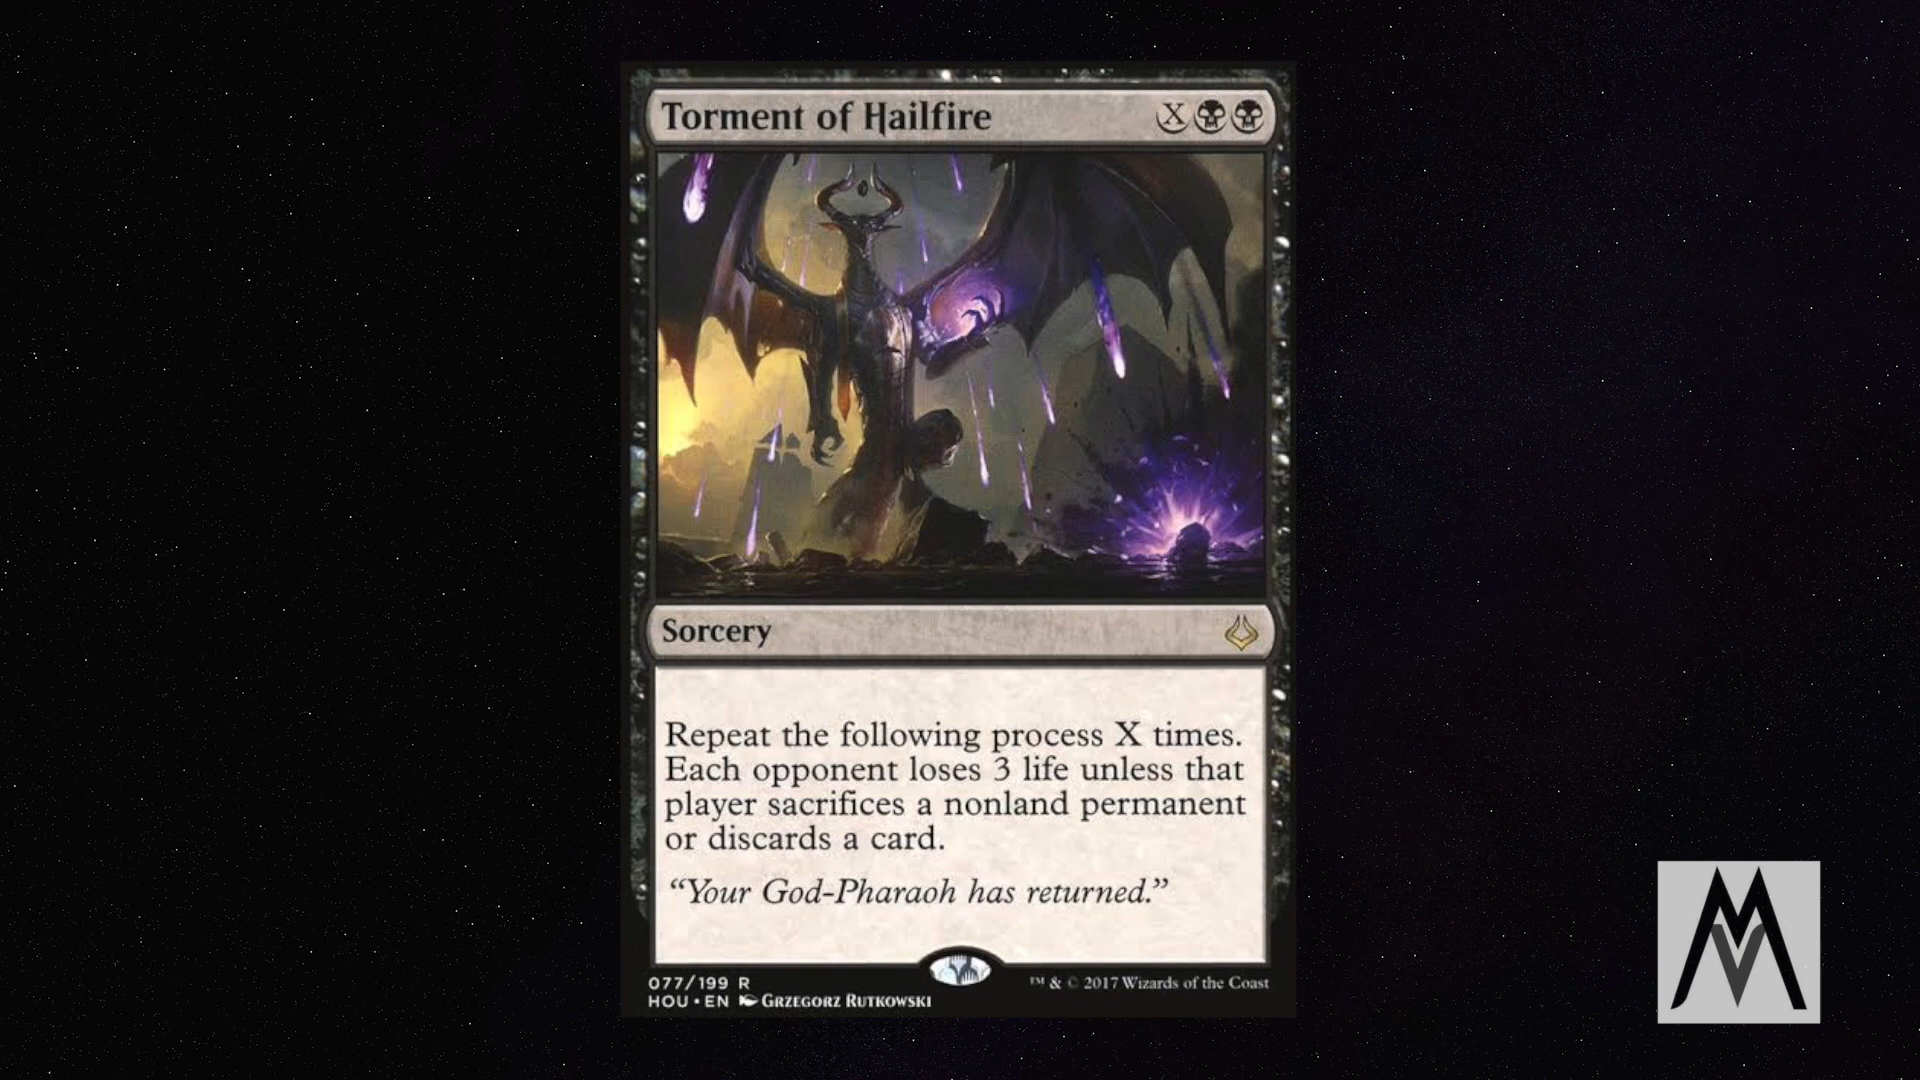 Torment of Hailfire X
Sorcery
Repeat the following process X times.
Each opponent loses 3 life unless that
player sacrifices a nonland permanent
or discards a card.
“Your God-Pharaoh has returned.”
077/199 R
HOU • EN Grzegorz Rutkowski
™ & © 2017 Wizards of the Coast